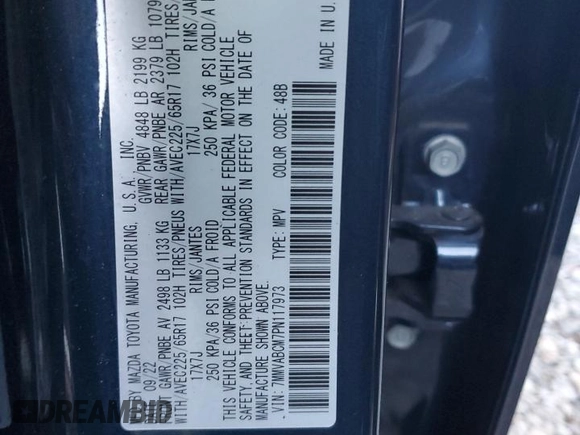 BY MAZDA TOYOTA MANUFACTURING, U.S.A., INC.
09/22 GVWR/PNBV 4848 LB 2199 KG
GAWR/PNBE AV 2498 LB 1133 KG REAR GAWR/PNBE AR 2379 LB 1079
WITH/AVEC225/65R17 102H TIRES/PNEUS WITH/AVEC225/65R17 102H
17X7J RIMS/JANTES 17X7J RIMS/JANTE
250 KPA/36 PSI COLD/A FROID 250 KPA/ 36 PSI COLD/A F
THIS VEHICLE CONFORMS TO ALL APPLICABLE FEDERAL MOTOR VEHICLE
SAFETY, AND THEFT PREVENTION STANDARDS IN EFFECT ON THE DATE OF
MANUFACTURE SHOWN ABOVE.
VIN: 7MMVABCM7PN117973 TYPE: MPV COLOR CODE: 48B
MADE IN U.
8
DREAMBID